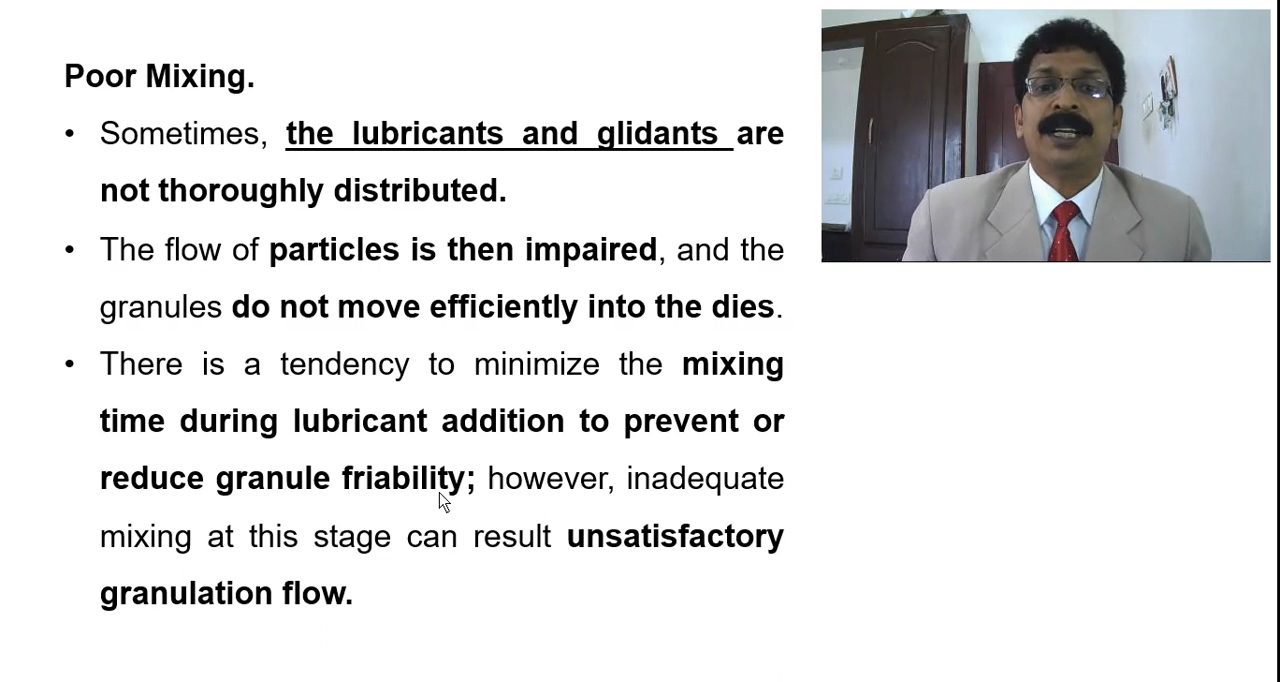 Poor Mixing.
• Sometimes, the lubricants and glidants are
not thoroughly distributed.
• The flow of particles is then impaired, and the
granules do not move efficiently into the dies.
• There is a tendency to minimize the mixing
time during lubricant addition to prevent or
reduce granule friability; however, inadequate
mixing at this stage can result unsatisfactory
granulation flow.